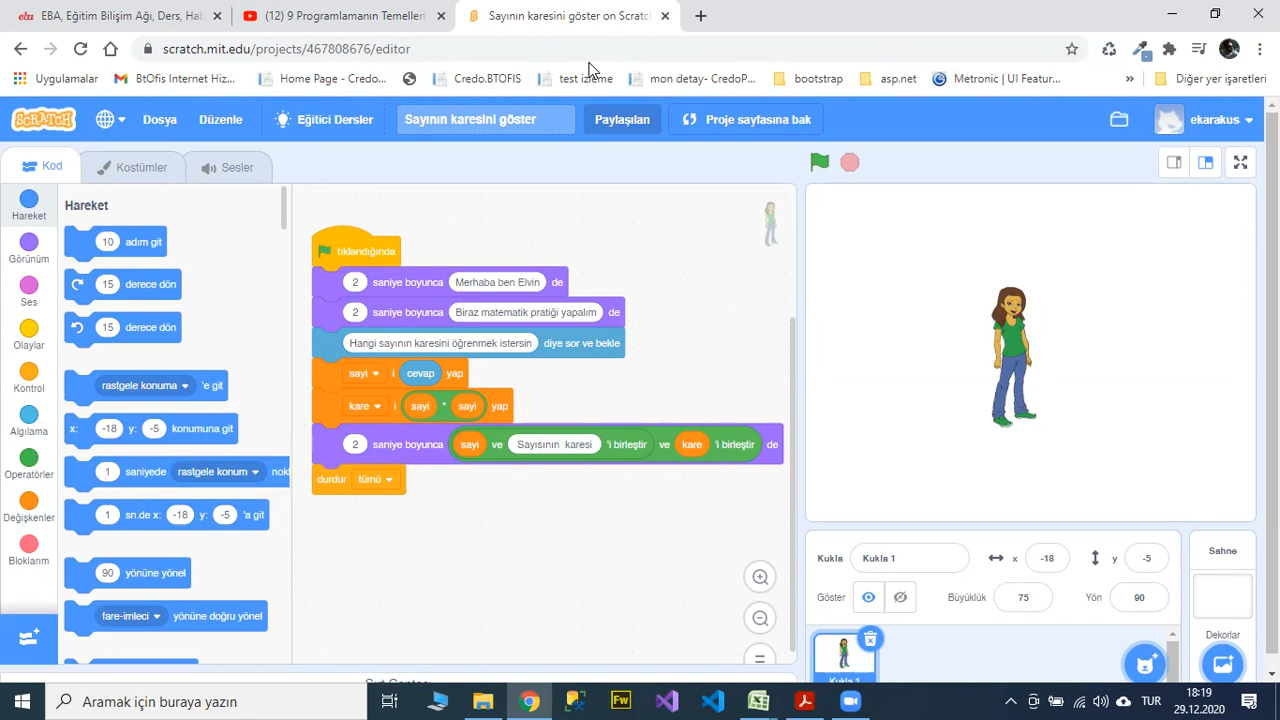 EBA, Eğitim Bilişim Ağı, Ders, Hab
(12) 9 Programlamanın Temelleri
Sayının karesini göster on Scratch
scratch.mit.edu/projects/467808676/editor
Uygulamalar
BtOfis Internet Hiz...
Home Page - Credo...
Credo.BTOFIS
test izleme
mon detay- CredoP...
bootstrap
asp.net
Metronic | UI Featur...
»
Diğer yer işaretleri
SCRATCH
Dosya
Düzenle
Eğitici Dersler
Sayının karesini göster
Paylaşılan
Proje sayfasına bak
ekarakus
Kod
Kostümler
Sesler
Hareket
Görünüm
Ses
Olaylar
Kontrol
Algılama
Operatörler
Değişkenler
Bloklarım
Hareket
10 adım git
15 derece dön
15 derece dön
rastgele konuma 'e git
x: -18 y: -5 konumuna git
1 saniyede rastgele konum nokt
1 sn.de x: -18 y: -5 'a git
90 yönüne yönel
fare-imleci yönüne doğru yönel
tıklandığında
2 saniye boyunca Merhaba ben Elvin de
2 saniye boyunca Biraz matematik pratiği yapalım de
Hangi sayının karesini öğrenmek istersin diye sor ve bekle
sayi i cevap yap
kare i sayi * sayi yap
2 saniye boyunca sayi ve Sayısının karesi 'i birleştir ve kare 'i birleştir de
durdur tümü
Kukla Kukla 1 x -18 y -5
Göster Büyüklük 75 Yön 90
Kukla 1
Sahne
Dekorlar
Aramak için buraya yazın
Fw
TUR
18:19
29.12.2020